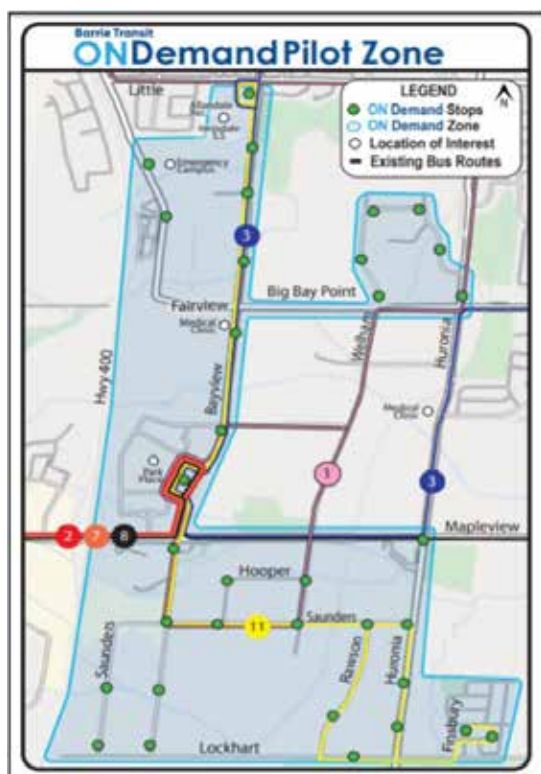 Barrie Transit
ONDemand Pilot Zone
Little
LEGEND
N
ON Demand Stops
ON Demand Zone
Location of Interest
Existing Bus Routes
Emergency
Campus
3
Big Bay Point
Fairview
Medical
Clinic
Hwy 400
Welham
Huronia
Bayview
Medical
Clinic
Park
Place
1
3
2
7
8
Mapleview
Hooper
Saunders
11
Saunders
Rawson
Huronia
Finsbury
Lockhart